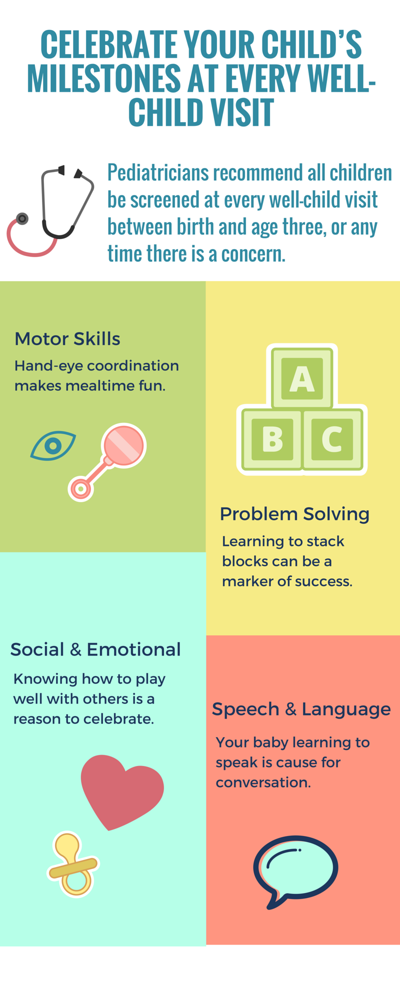 CELEBRATE YOUR CHILD’S
MILESTONES AT EVERY WELL-
CHILD VISIT
Pediatricians recommend all children
be screened at every well-child visit
between birth and age three, or any
time there is a concern.
Motor Skills
Hand-eye coordination
makes mealtime fun.
A
B C
Problem Solving
Learning to stack
blocks can be a
marker of success.
Social & Emotional
Knowing how to play
well with others is a
reason to celebrate.
Speech & Language
Your baby learning to
speak is cause for
conversation.